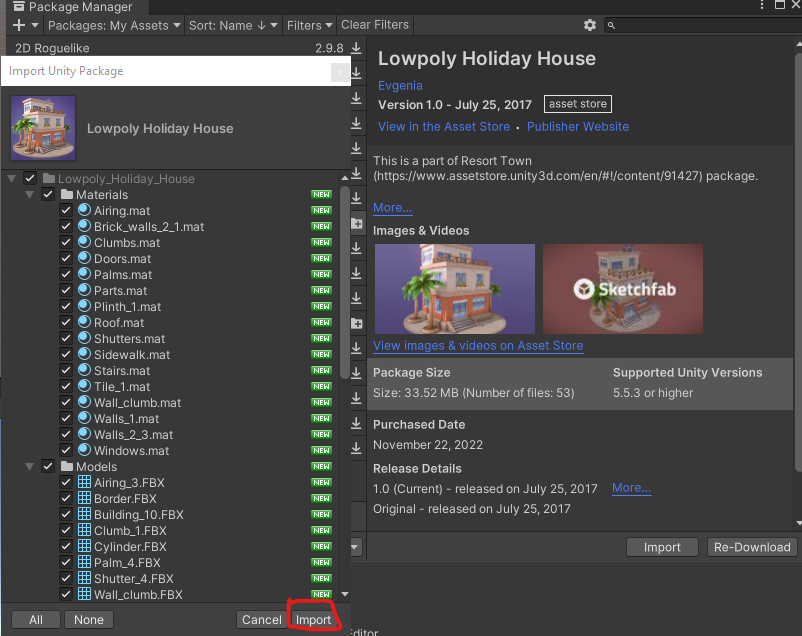 Package Manager
Packages: My Assets
Sort: Name ↓
Filters
Clear Filters
2D Roguelike
2.9.8
Import Unity Package
Lowpoly Holiday House
Lowpoly_Holiday_House
Materials NEW
Airing.mat NEW
Brick_walls_2_1.mat NEW
Clumbs.mat NEW
Doors.mat NEW
Palms.mat NEW
Parts.mat NEW
Plinth_1.mat NEW
Roof.mat NEW
Shutters.mat NEW
Sidewalk.mat NEW
Stairs.mat NEW
Tile_1.mat NEW
Wall_clumb.mat NEW
Walls_1.mat NEW
Walls_2_3.mat NEW
Windows.mat NEW
Models NEW
Airing_3.FBX NEW
Border.FBX NEW
Building_10.FBX NEW
Clumb_1.FBX NEW
Cylinder.FBX NEW
Palm_4.FBX NEW
Shutter_4.FBX NEW
Wall_clumb.FBX NEW
All
None
Cancel
Import
Lowpoly Holiday House
Evgenia
Version 1.0 - July 25, 2017 asset store
View in the Asset Store • Publisher Website
This is a part of Resort Town
(https://www.assetstore.unity3d.com/en/#!/content/91427) package.
More...
Images & Videos
Sketchfab
View images & videos on Asset Store
Package Size
Size: 33.52 MB (Number of files: 53)
Supported Unity Versions
5.5.3 or higher
Purchased Date
November 22, 2022
Release Details
1.0 (Current) - released on July 25, 2017 More...
Original - released on July 25, 2017
Import
Re-Download